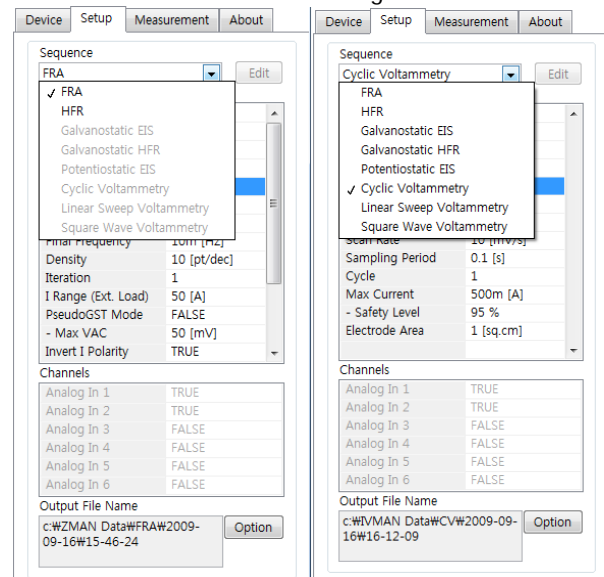 Device Setup Measurement About
Sequence
FRA Edit
✓ FRA
HFR
Galvanostatic EIS
Galvanostatic HFR
Potentiostatic EIS
Cyclic Voltammetry
Linear Sweep Voltammetry
Square Wave Voltammetry
Final Frequency 10m [Hz]
Density 10 [pt/dec]
Iteration 1
I Range (Ext. Load) 50 [A]
PseudoGST Mode FALSE
- Max VAC 50 [mV]
Invert I Polarity TRUE
Channels
Analog In 1 TRUE
Analog In 2 TRUE
Analog In 3 FALSE
Analog In 4 FALSE
Analog In 5 FALSE
Analog In 6 FALSE
Output File Name
c:₩ZMAN Data₩FRA₩2009- Option
09-16₩15-46-24
Device Setup Measurement About
Sequence
Cyclic Voltammetry Edit
FRA
HFR
Galvanostatic EIS
Galvanostatic HFR
Potentiostatic EIS
✓ Cyclic Voltammetry
Linear Sweep Voltammetry
Square Wave Voltammetry
Scan Rate 10 [mV/s]
Sampling Period 0.1 [s]
Cycle 1
Max Current 500m [A]
- Safety Level 95 %
Electrode Area 1 [sq.cm]
Channels
Analog In 1 TRUE
Analog In 2 TRUE
Analog In 3 FALSE
Analog In 4 FALSE
Analog In 5 FALSE
Analog In 6 FALSE
Output File Name
c:₩IVMAN Data₩CV₩2009-09- Option
16₩16-12-09